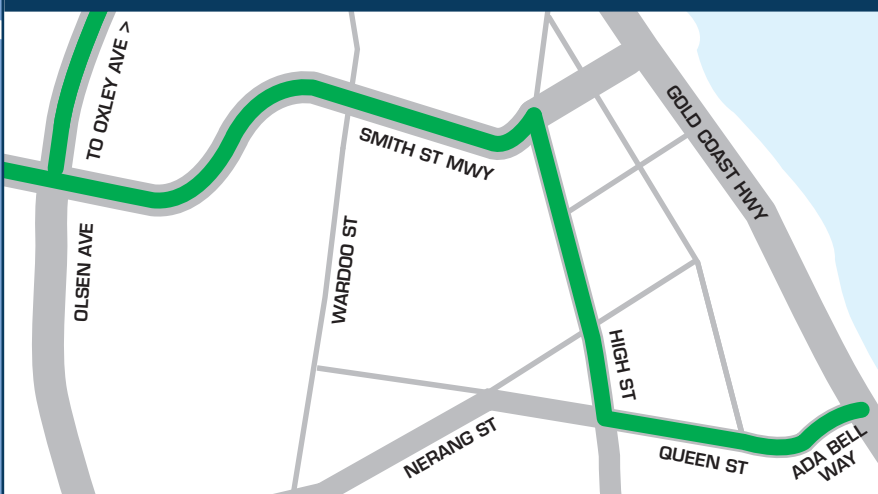 TO OXLEY AVE >
GOLD COAST HWY
SMITH ST MWY
OLSEN AVE
WARDOO ST
HIGH ST
NERANG ST
QUEEN ST
ADA BELL
WAY